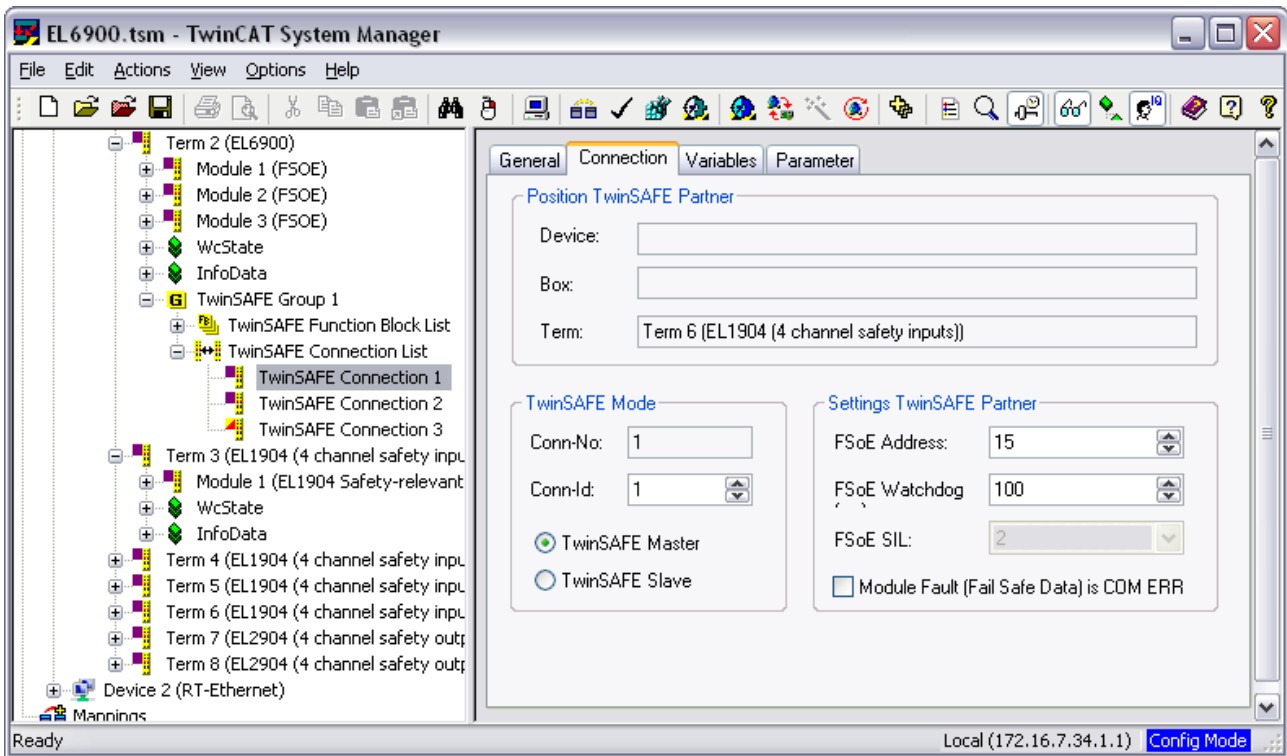 EL6900.tsm - TwinCAT System Manager
File Edit Actions View Options Help
Term 2 (EL6900)
Module 1 (FSOE)
Module 2 (FSOE)
Module 3 (FSOE)
WcState
InfoData
G TwinSAFE Group 1
TwinSAFE Function Block List
TwinSAFE Connection List
TwinSAFE Connection 1
TwinSAFE Connection 2
TwinSAFE Connection 3
Term 3 (EL1904 (4 channel safety inpu
Module 1 (EL1904 Safety-relevant
WcState
InfoData
Term 4 (EL1904 (4 channel safety inpu
Term 5 (EL1904 (4 channel safety inpu
Term 6 (EL1904 (4 channel safety inpu
Term 7 (EL2904 (4 channel safety outp
Term 8 (EL2904 (4 channel safety outp
Device 2 (RT-Ethernet)
Mappings
General Connection Variables Parameter
Position TwinSAFE Partner
Device:
Box:
Term: Term 6 (EL1904 (4 channel safety inputs))
TwinSAFE Mode
Conn-No: 1
Conn-Id: 1
TwinSAFE Master
TwinSAFE Slave
Settings TwinSAFE Partner
FSoE Address: 15
FSoE Watchdog 100
FSoE SIL: 2
Module Fault (Fail Safe Data) is COM ERR
Ready Local (172.16.7.34.1.1) Config Mode